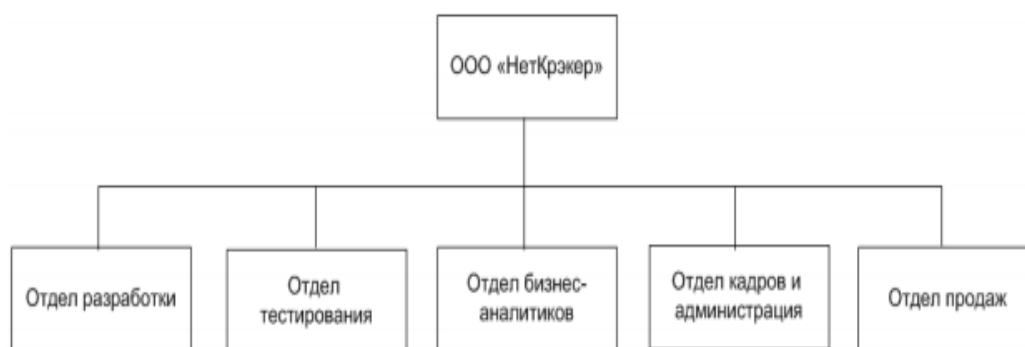 ООО «НетКрэкер»
Отдел разработки
Отдел
тестирования
Отдел бизнес-
аналитиков
Отдел кадров и
администрация
Отдел продаж